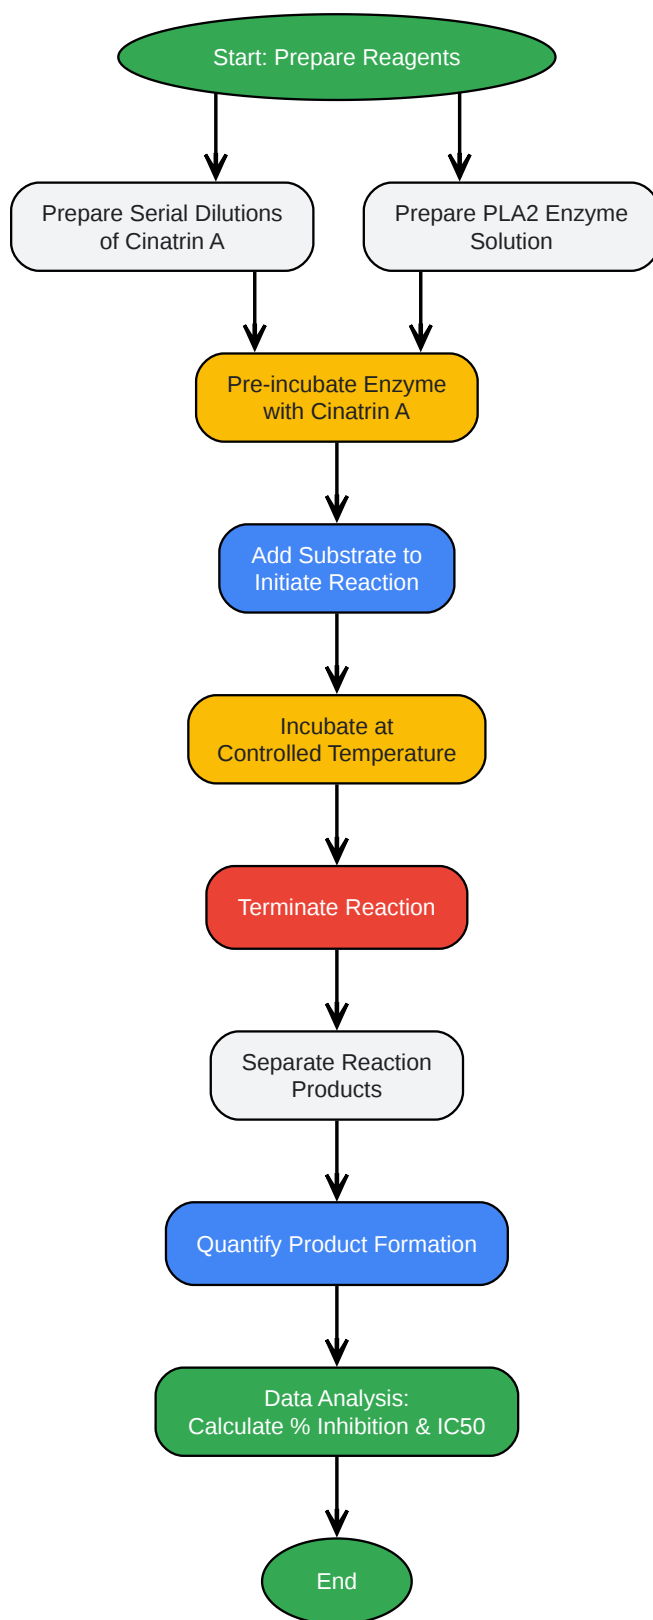 Start: Prepare Reagents
Prepare Serial Dilutions
of Cinatrin A
Prepare PLA2 Enzyme
Solution
Pre-incubate Enzyme
with Cinatrin A
Add Substrate to
Initiate Reaction
Incubate at
Controlled Temperature
Terminate Reaction
Separate Reaction
Products
Quantify Product Formation
Data Analysis:
Calculate % Inhibition & IC50
End